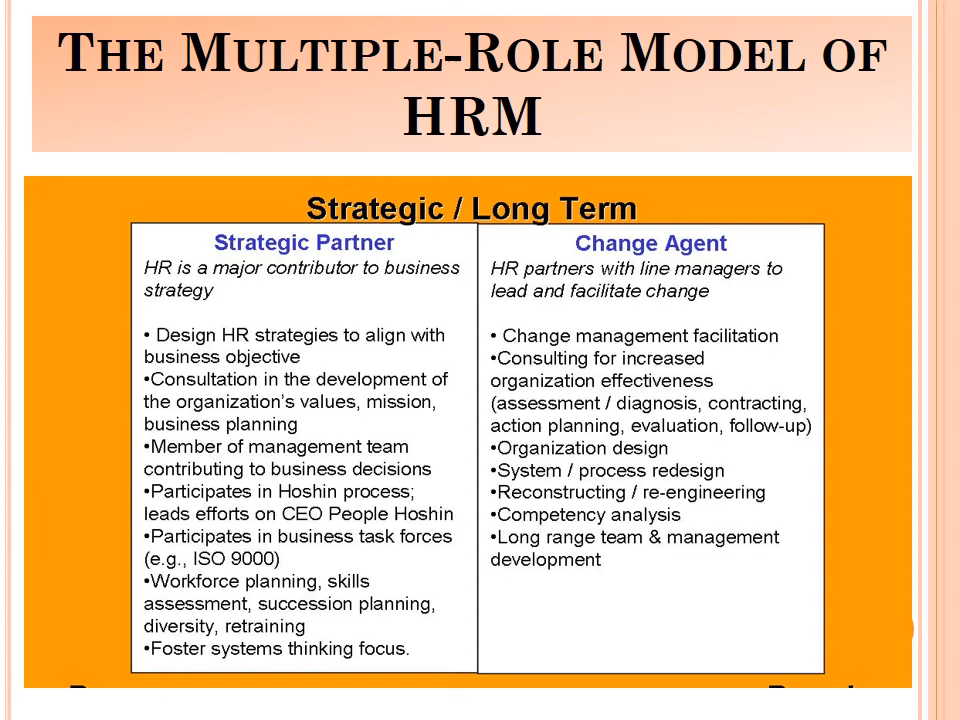 THE MULTIPLE-ROLE MODEL OF
HRM
Strategic / Long Term
Strategic Partner
HR is a major contributor to business
strategy
• Design HR strategies to align with
business objective
•Consultation in the development of
the organization's values, mission,
business planning
•Member of management team
contributing to business decisions
•Participates in Hoshin process;
leads efforts on CEO People Hoshin
•Participates in business task forces
(e.g., ISO 9000)
•Workforce planning, skills
assessment, succession planning,
diversity, retraining
•Foster systems thinking focus.
Change Agent
HR partners with line managers to
lead and facilitate change
• Change management facilitation
•Consulting for increased
organization effectiveness
(assessment / diagnosis, contracting,
action planning, evaluation, follow-up)
•Organization design
•System / process redesign
•Reconstructing / re-engineering
•Competency analysis
•Long range team & management
development